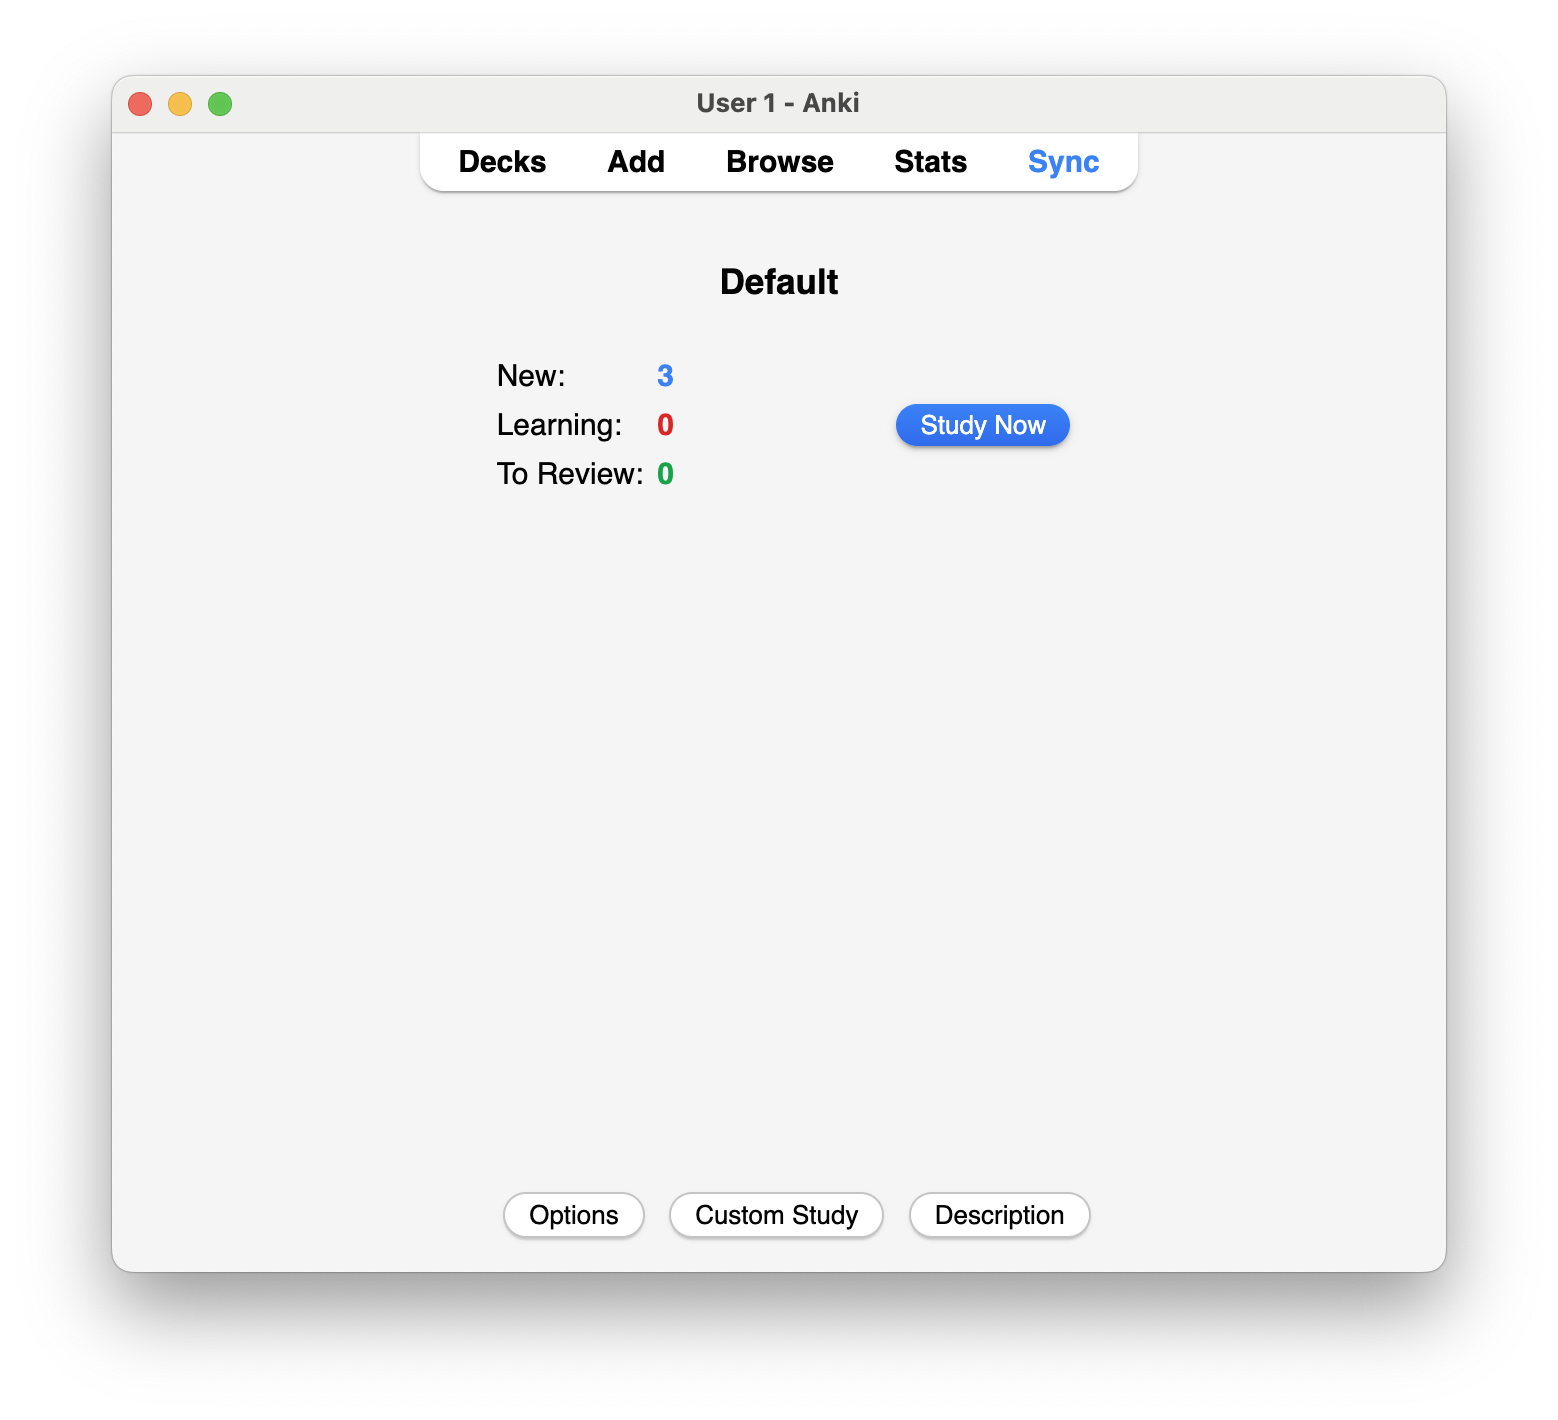 User 1 - Anki
Decks Add Browse Stats Sync
Default
New: 3
Learning: 0
Study Now
To Review: 0
Options Custom Study Description